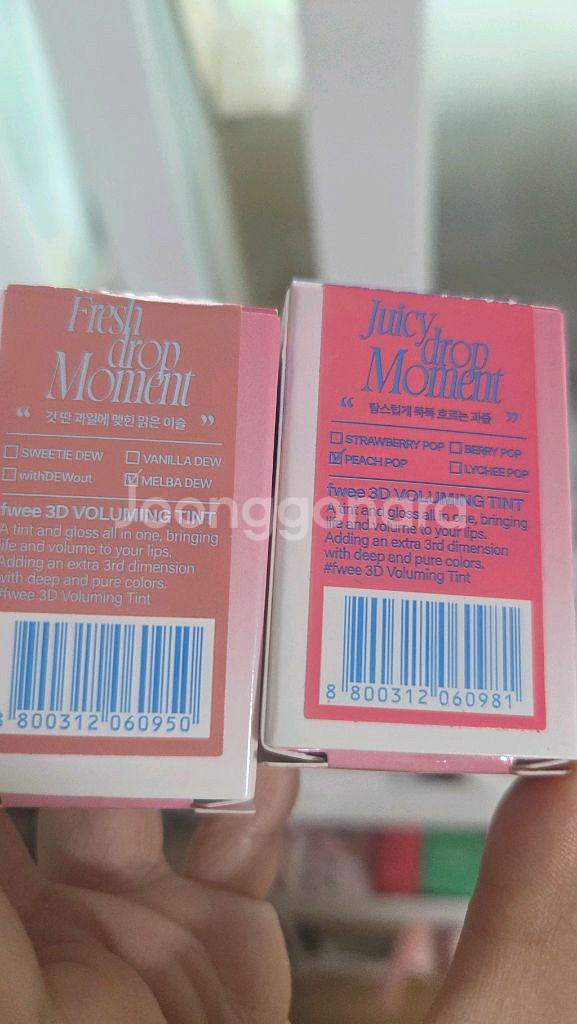 Fresh
drop
Moment
“ 갓 딴 과일에 맺힌 맑은 이슬 ”
SWEETIE DEW
VANILLA DEW
withDEWout
MELBA DEW
fwee 3D VOLUMING TINT
A tint and gloss all in one, bringing
life and volume to your lips.
Adding an extra 3rd dimension
with deep and pure colors.
#fwee 3D Voluming Tint
8 800312 060950
Juicy
drop
Moment
“ 탐스럽게 뚝뚝 흐르는 과즙 ”
STRAWBERRY POP
BERRY POP
PEACH POP
LYCHEE POP
fwee 3D VOLUMING TINT
A tint and gloss all in one, bringing
life and volume to your lips.
Adding an extra 3rd dimension
with deep and pure colors.
#fwee 3D Voluming Tint
8 800312 060981
Joonggonara